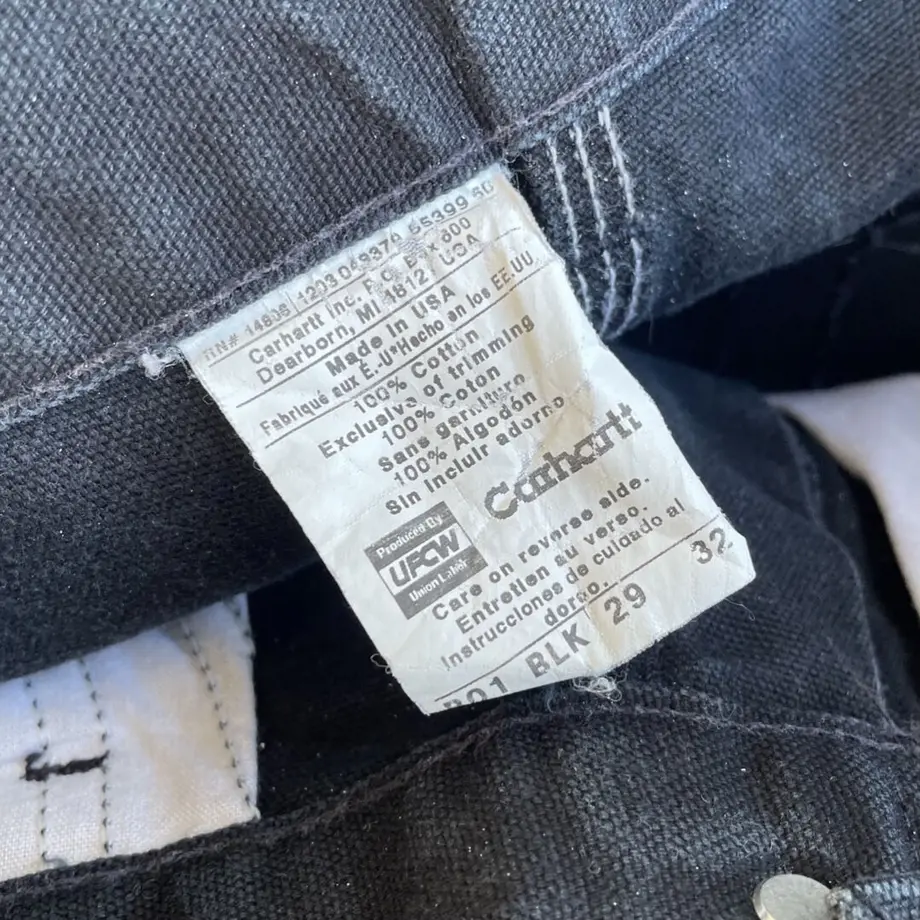 RN# 14806 1203049370 55399 50
Carhartt Inc. P.O. Box 600
Dearborn, MI 48121 USA
Made in USA
Fabriqué aux É.-U•Hecho en los EE.UU.
100% Cotton
Exclusive of trimming
100% Coton
Sans garniture
100% Algodón
Sin incluir adorno
Carhartt
Produced By
UFCW
Union Label
Care on reverse side.
Entretien au verso.
Instrucciones de cuidado al
dorso.
B01 BLK 29 32